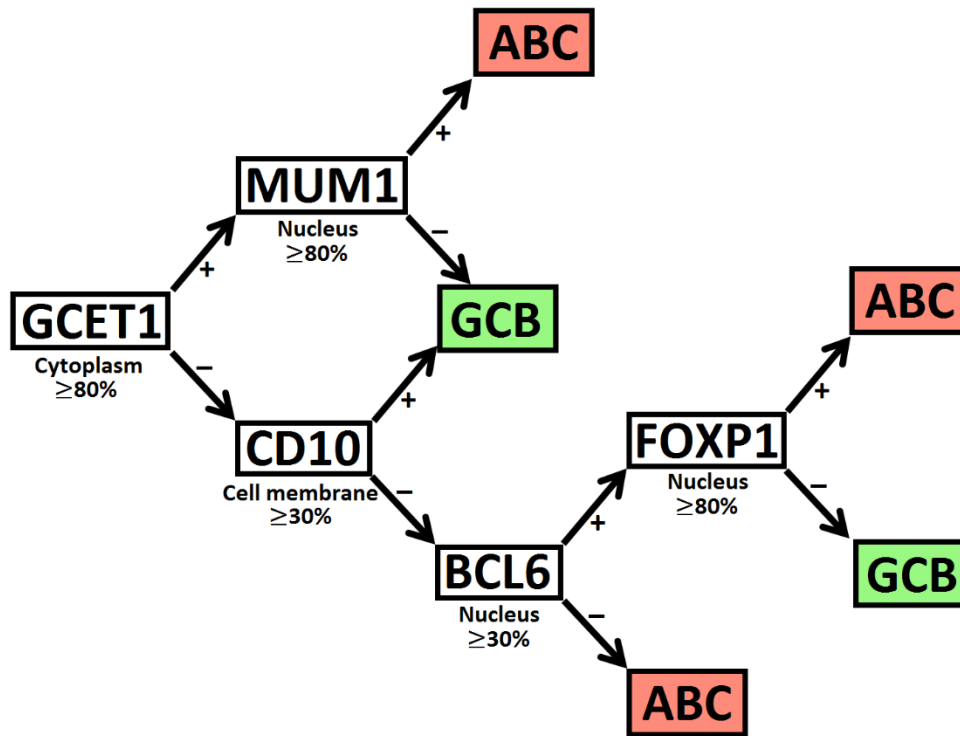 ABC
+
MUM1
Nucleus
≥80%
–
+
GCET1
Cytoplasm
≥80%
–
GCB
+
CD10
Cell membrane
≥30%
–
ABC
+
FOXP1
Nucleus
≥80%
–
+
BCL6
Nucleus
≥30%
–
GCB
ABC